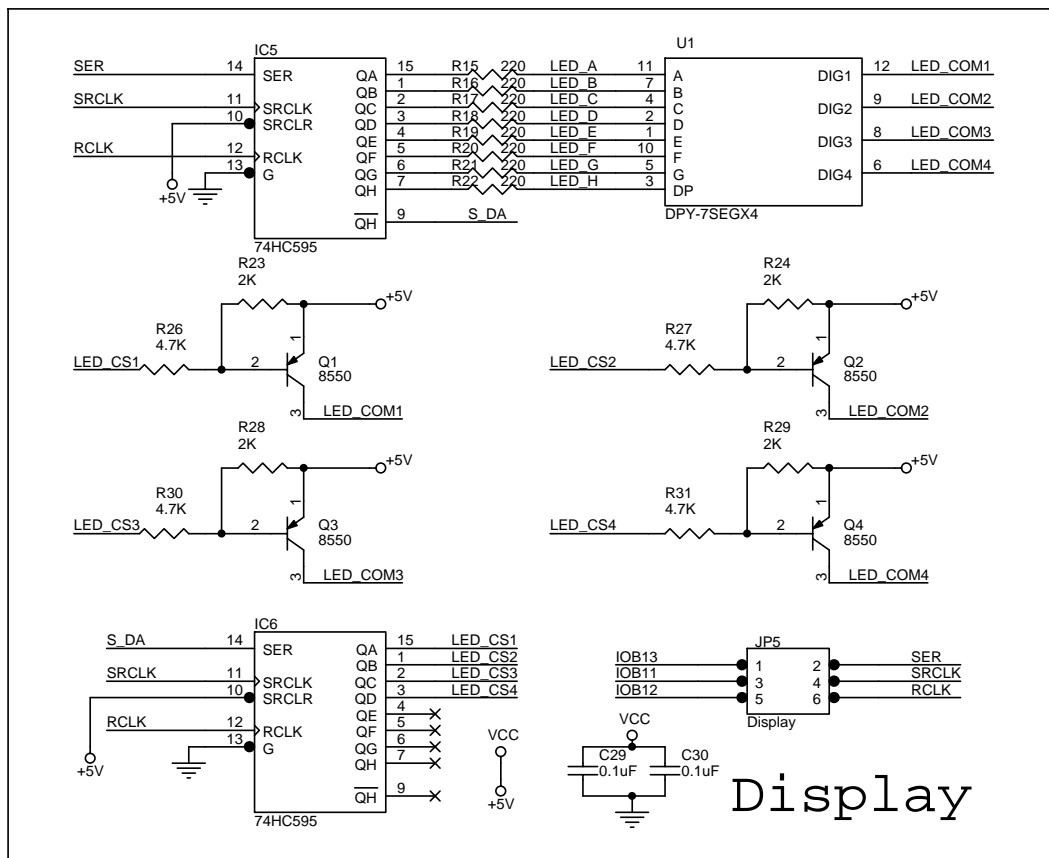 IC5
U1
SER 14 SER QA 15 R15 220 LED_A 11 A DIG1 12 LED_COM1
QB 1 R16 220 LED_B 7 B
SRCLK 11 SRCLK QC 2 R17 220 LED_C 4 C DIG2 9 LED_COM2
10 SRCLR QD 3 R18 220 LED_D 2 D
QE 4 R19 220 LED_E 1 E DIG3 8 LED_COM3
RCLK 12 RCLK QF 5 R20 220 LED_F 10 F
13 G QG 6 R21 220 LED_G 5 G DIG4 6 LED_COM4
+5V QH 7 R22 220 LED_H 3 DP
QH 9 S_DA DPY-7SEGX4
74HC595
R23
2K
+5V
R26
4.7K
1
LED_CS1 2 Q1
8550
3 LED_COM1
R24
2K
+5V
R27
4.7K
1
LED_CS2 2 Q2
8550
3 LED_COM2
R28
2K
+5V
R30
4.7K
1
LED_CS3 2 Q3
8550
3 LED_COM3
R29
2K
+5V
R31
4.7K
1
LED_CS4 2 Q4
8550
3 LED_COM4
IC6
S_DA 14 SER QA 15 LED_CS1
QB 1 LED_CS2
SRCLK 11 SRCLK QC 2 LED_CS3
10 SRCLR QD 3 LED_CS4
QE 4
RCLK 12 RCLK QF 5
13 G QG 6
+5V QH 7
QH 9
74HC595
VCC
+5V
JP5
IOB13 1 2 SER
IOB11 3 4 SRCLK
IOB12 5 6 RCLK
Display
VCC
C29 C30
0.1uF 0.1uF
Display